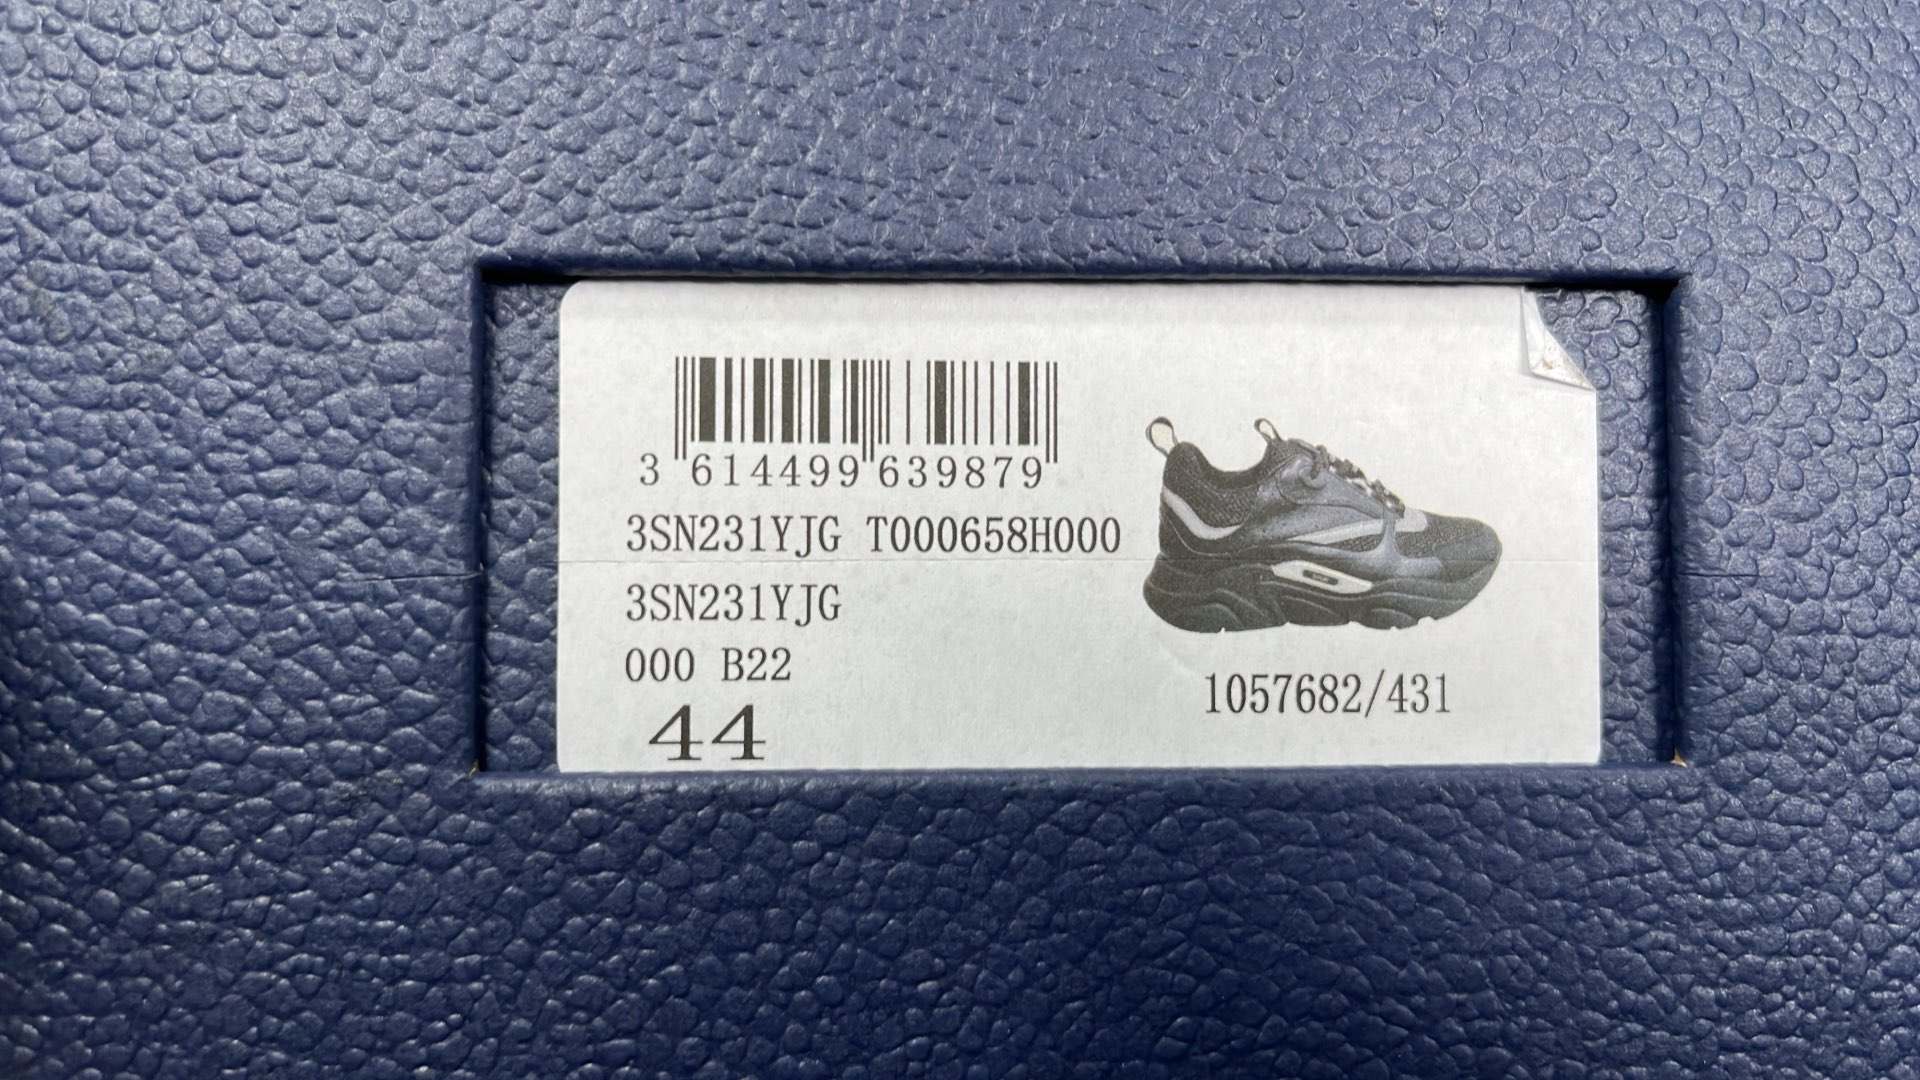 3 614499 639879
3SN231YJG T000658H000
3SN231YJG
000 B22
44
1057682/431